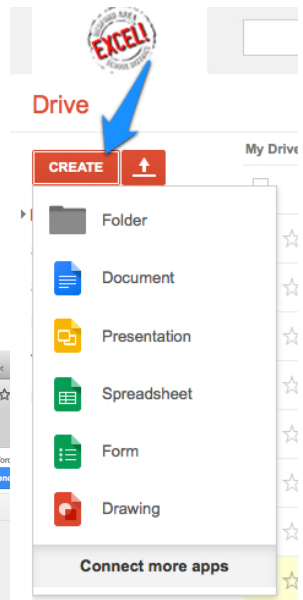 EXCEL!
Drive
My Drive
CREATE
Folder
Document
Presentation
Spreadsheet
Form
Drawing
Connect more apps